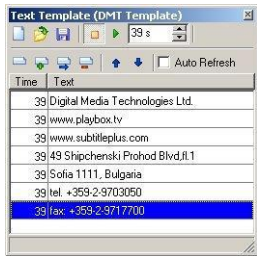 Text Template (DMT Template)
39 s
Auto Refresh
Time Text
39 Digital Media Technologies Ltd.
39 www.playbox.tv
39 www.subtitleplus.com
39 49 Shipchenski Prohod Blvd,fl.1
39 Sofia 1111, Bulgaria
39 tel. +359-2-9703050
39 fax: +359-2-9717700